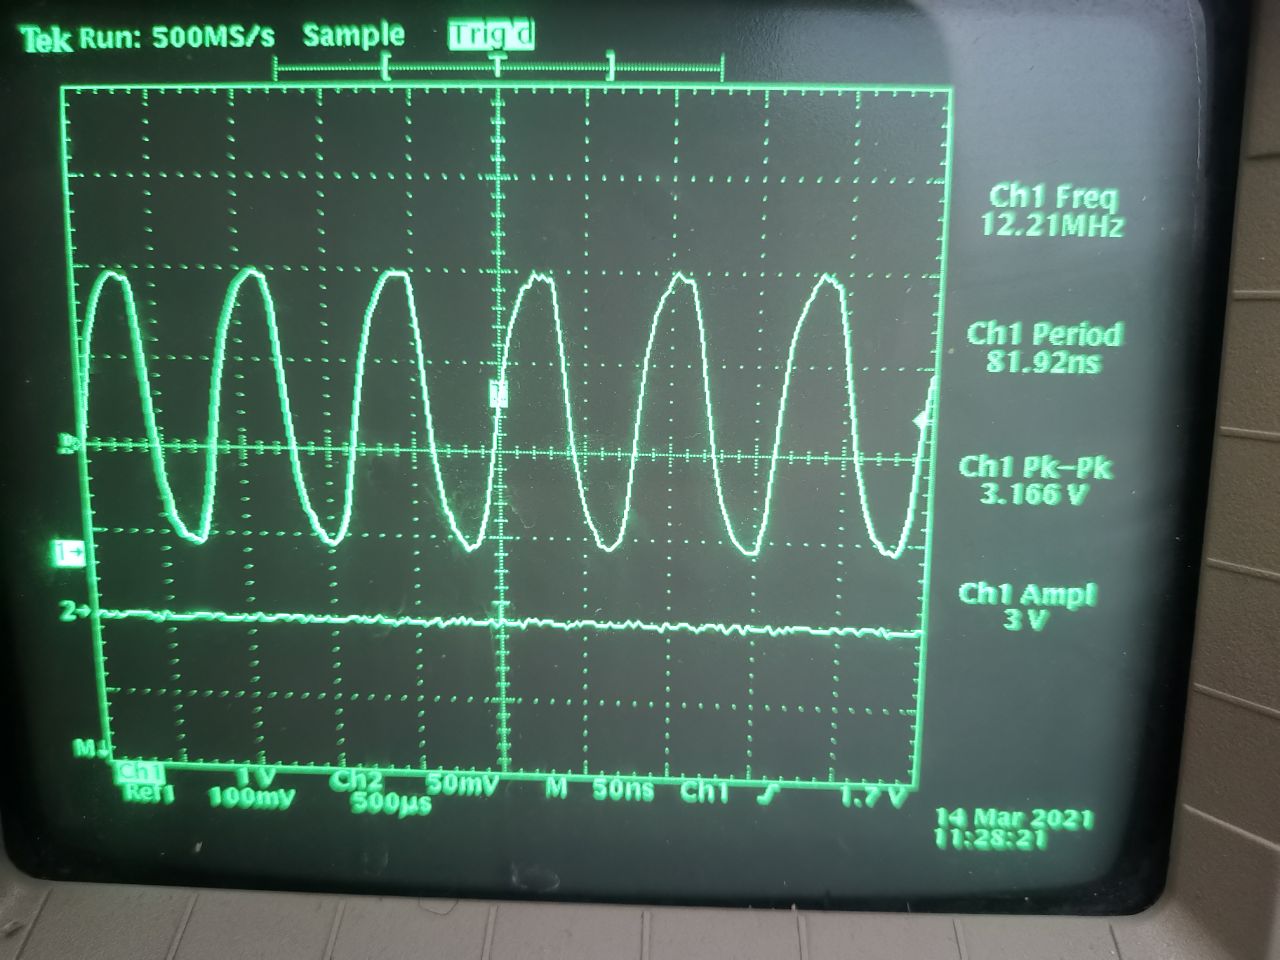 Tek Run: 500MS/s Sample Trig'd
Ch1 Freq
12.21MHz
Ch1 Period
81.92ns
Ch1 Pk-Pk
3.166 V
Ch1 Ampl
3 V
1→
2→
M↓
Ch1 1 V Ch2 50mV M 50ns Ch1 1.7 V
Ref1 100mV 500µs
14 Mar 2021
11:28:21